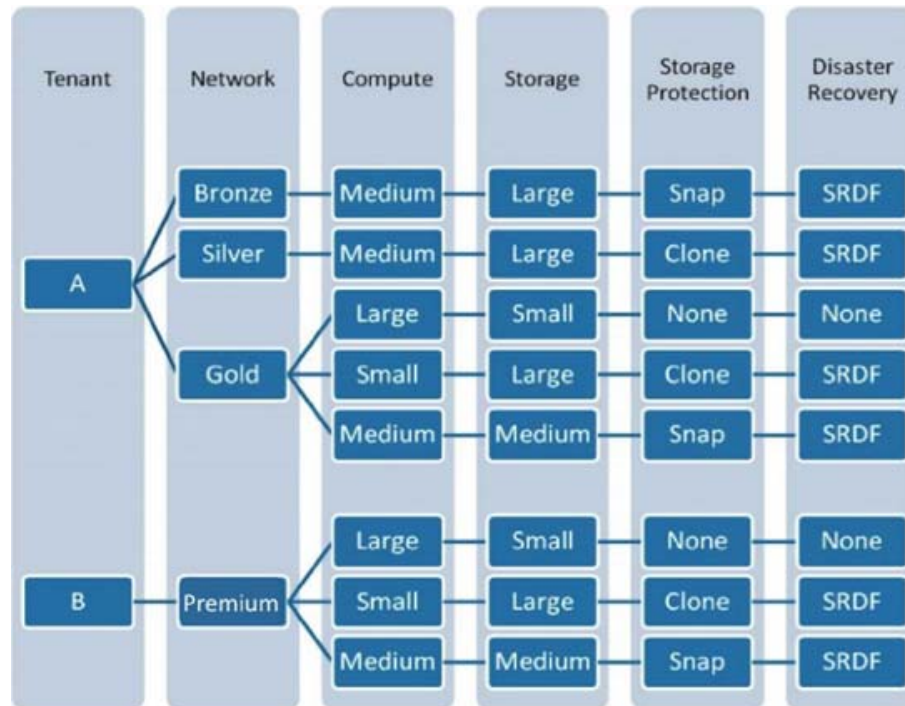 Tenant
Network
Compute
Storage
Storage
Protection
Disaster
Recovery
Bronze
Medium
Large
Snap
SRDF
Silver
Medium
Large
Clone
SRDF
A
Large
Small
None
None
Gold
Small
Large
Clone
SRDF
Medium
Medium
Snap
SRDF
Large
Small
None
None
B
Premium
Small
Large
Clone
SRDF
Medium
Medium
Snap
SRDF